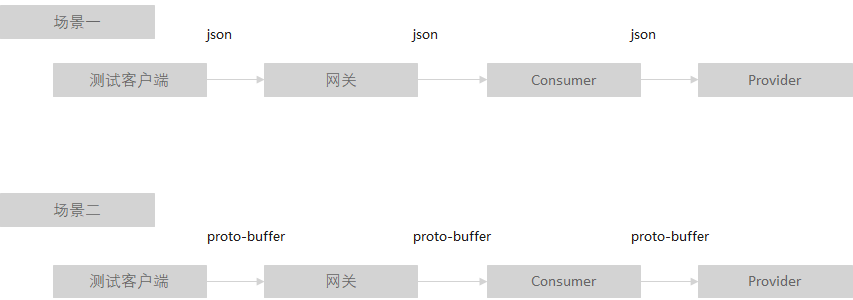 场景一
json json json
测试客户端 网关 Consumer Provider
场景二
proto-buffer proto-buffer proto-buffer
测试客户端 网关 Consumer Provider